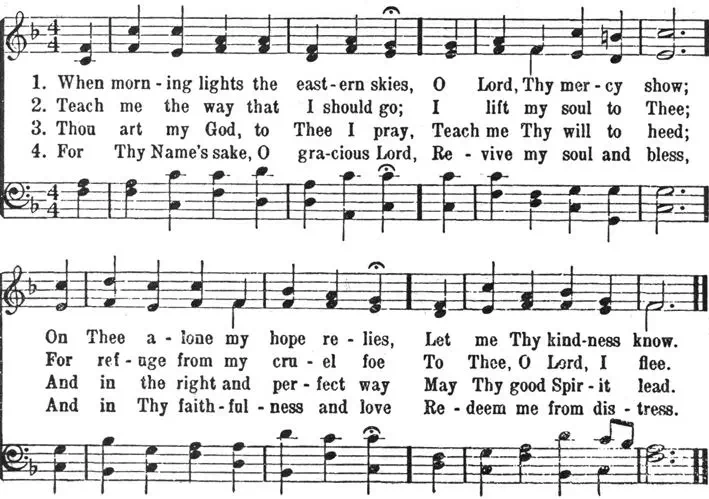 1. When morn - ing lights the east - ern skies, O Lord, Thy mer - cy show;
2. Teach me the way that I should go; I lift my soul to Thee;
3. Thou art my God, to Thee I pray, Teach me Thy will to heed;
4. For Thy Name's sake, O gra - cious Lord, Re - vive my soul and bless,
On Thee a - lone my hope re - lies, Let me Thy kind - ness know.
For ref - uge from my cru - el foe To Thee, O Lord, I flee.
And in the right and per - fect way May Thy good Spir - it lead.
And in Thy faith - ful - ness and love Re - deem me from dis - tress.